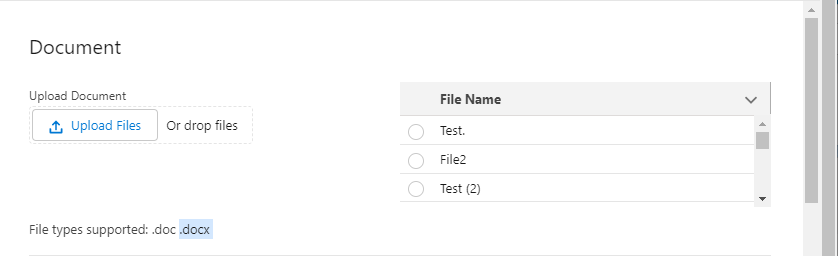 Document
Upload Document
Upload Files Or drop files
File Name
Test.
File2
Test (2)
File types supported: .doc .docx